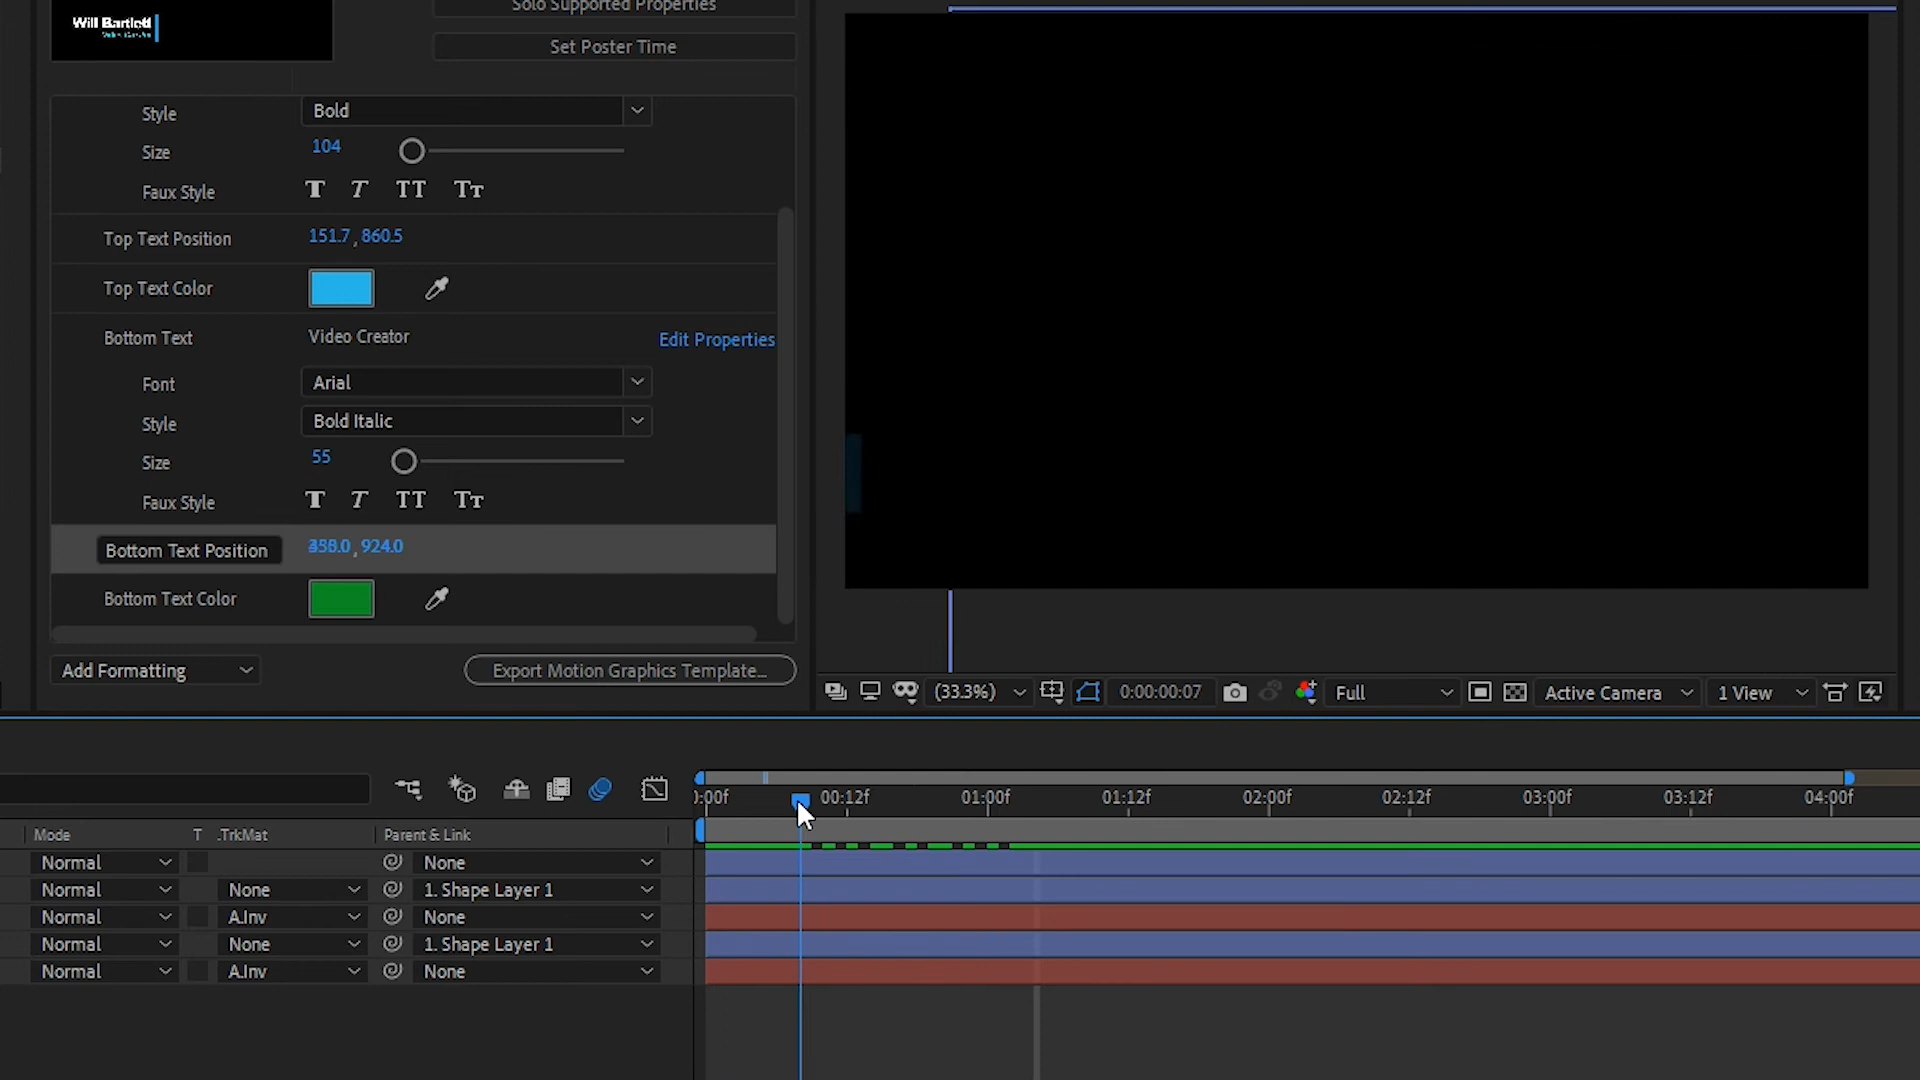 Solo Supported Properties
Will Bartlett
Set Poster Time
Style Bold
Size 104
Faux Style T T TT Tт
Top Text Position 151.7 , 860.5
Top Text Color
Bottom Text Video Creator Edit Properties
Font Arial
Style Bold Italic
Size 55
Faux Style T T TT Tт
Bottom Text Position , 924.0
Bottom Text Color
Add Formatting Export Motion Graphics Template...
(33.3%) 0:00:00:07 Full Active Camera 1 View
):00f 00:12f 01:00f 01:12f 02:00f 02:12f 03:00f 03:12f 04:00f
Mode T .TrkMat Parent & Link
Normal None
Normal None 1. Shape Layer 1
Normal A.Inv None
Normal None 1. Shape Layer 1
Normal A.Inv None